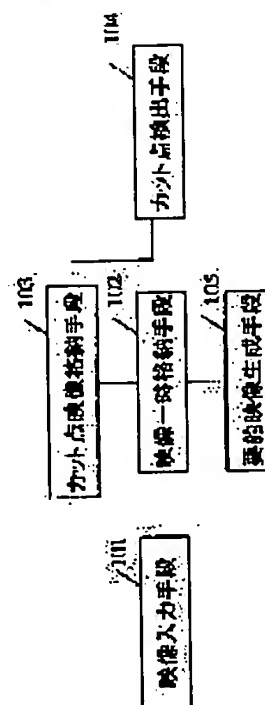 101
映像入力手段
103
カット点映像格納手段
102
映像一時格納手段
105
要約映像生成手段
104
カット点検出手段